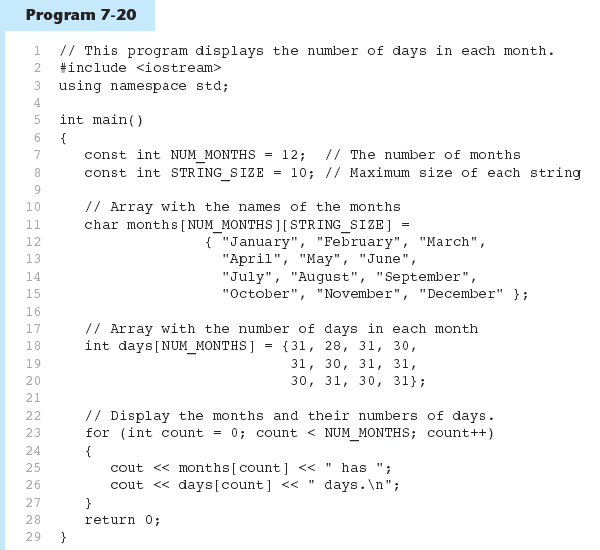 Program 7-20
1 // This program displays the number of days in each month.
2 #include <iostream>
3 using namespace std;
4
5 int main()
6 {
7 const int NUM_MONTHS = 12; // The number of months
8 const int STRING_SIZE = 10; // Maximum size of each string
9
10 // Array with the names of the months
11 char months[NUM_MONTHS][STRING_SIZE] =
12 { "January", "February", "March",
13 "April", "May", "June",
14 "July", "August", "September",
15 "October", "November", "December" };
16
17 // Array with the number of days in each month
18 int days[NUM_MONTHS] = {31, 28, 31, 30,
19 31, 30, 31, 31,
20 30, 31, 30, 31};
21
22 // Display the months and their numbers of days.
23 for (int count = 0; count < NUM_MONTHS; count++)
24 {
25 cout << months[count] << " has ";
26 cout << days[count] << " days.\n";
27 }
28 return 0;
29 }